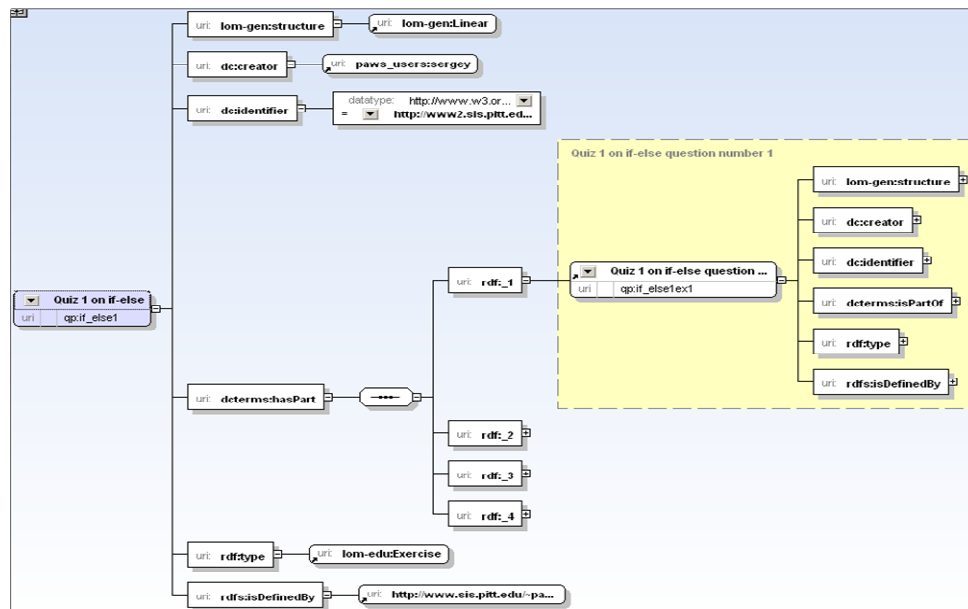 uri: lom-gen:structure
uri: lom-gen:Linear
uri: dc:creator
uri: paws_users:sergey
uri: dc:identifier
datatype: http://www.w3.or...
= http://www2.sis.pitt.ed...
Quiz 1 on if-else question number 1
uri: lom-gen:structure
uri: dc:creator
uri: dc:identifier
uri: rdf:_1
Quiz 1 on if-else question ...
uri qp:if_else1ex1
uri: dcterms:isPartOf
uri: rdf:type
uri: rdfs:isDefinedBy
Quiz 1 on if-else
uri qp:if_else1
uri: dcterms:hasPart
uri: rdf:_2
uri: rdf:_3
uri: rdf:_4
uri: rdf:type
uri: lom-edu:Exercise
uri: rdfs:isDefinedBy
uri: http://www.sis.pitt.edu/~pa...